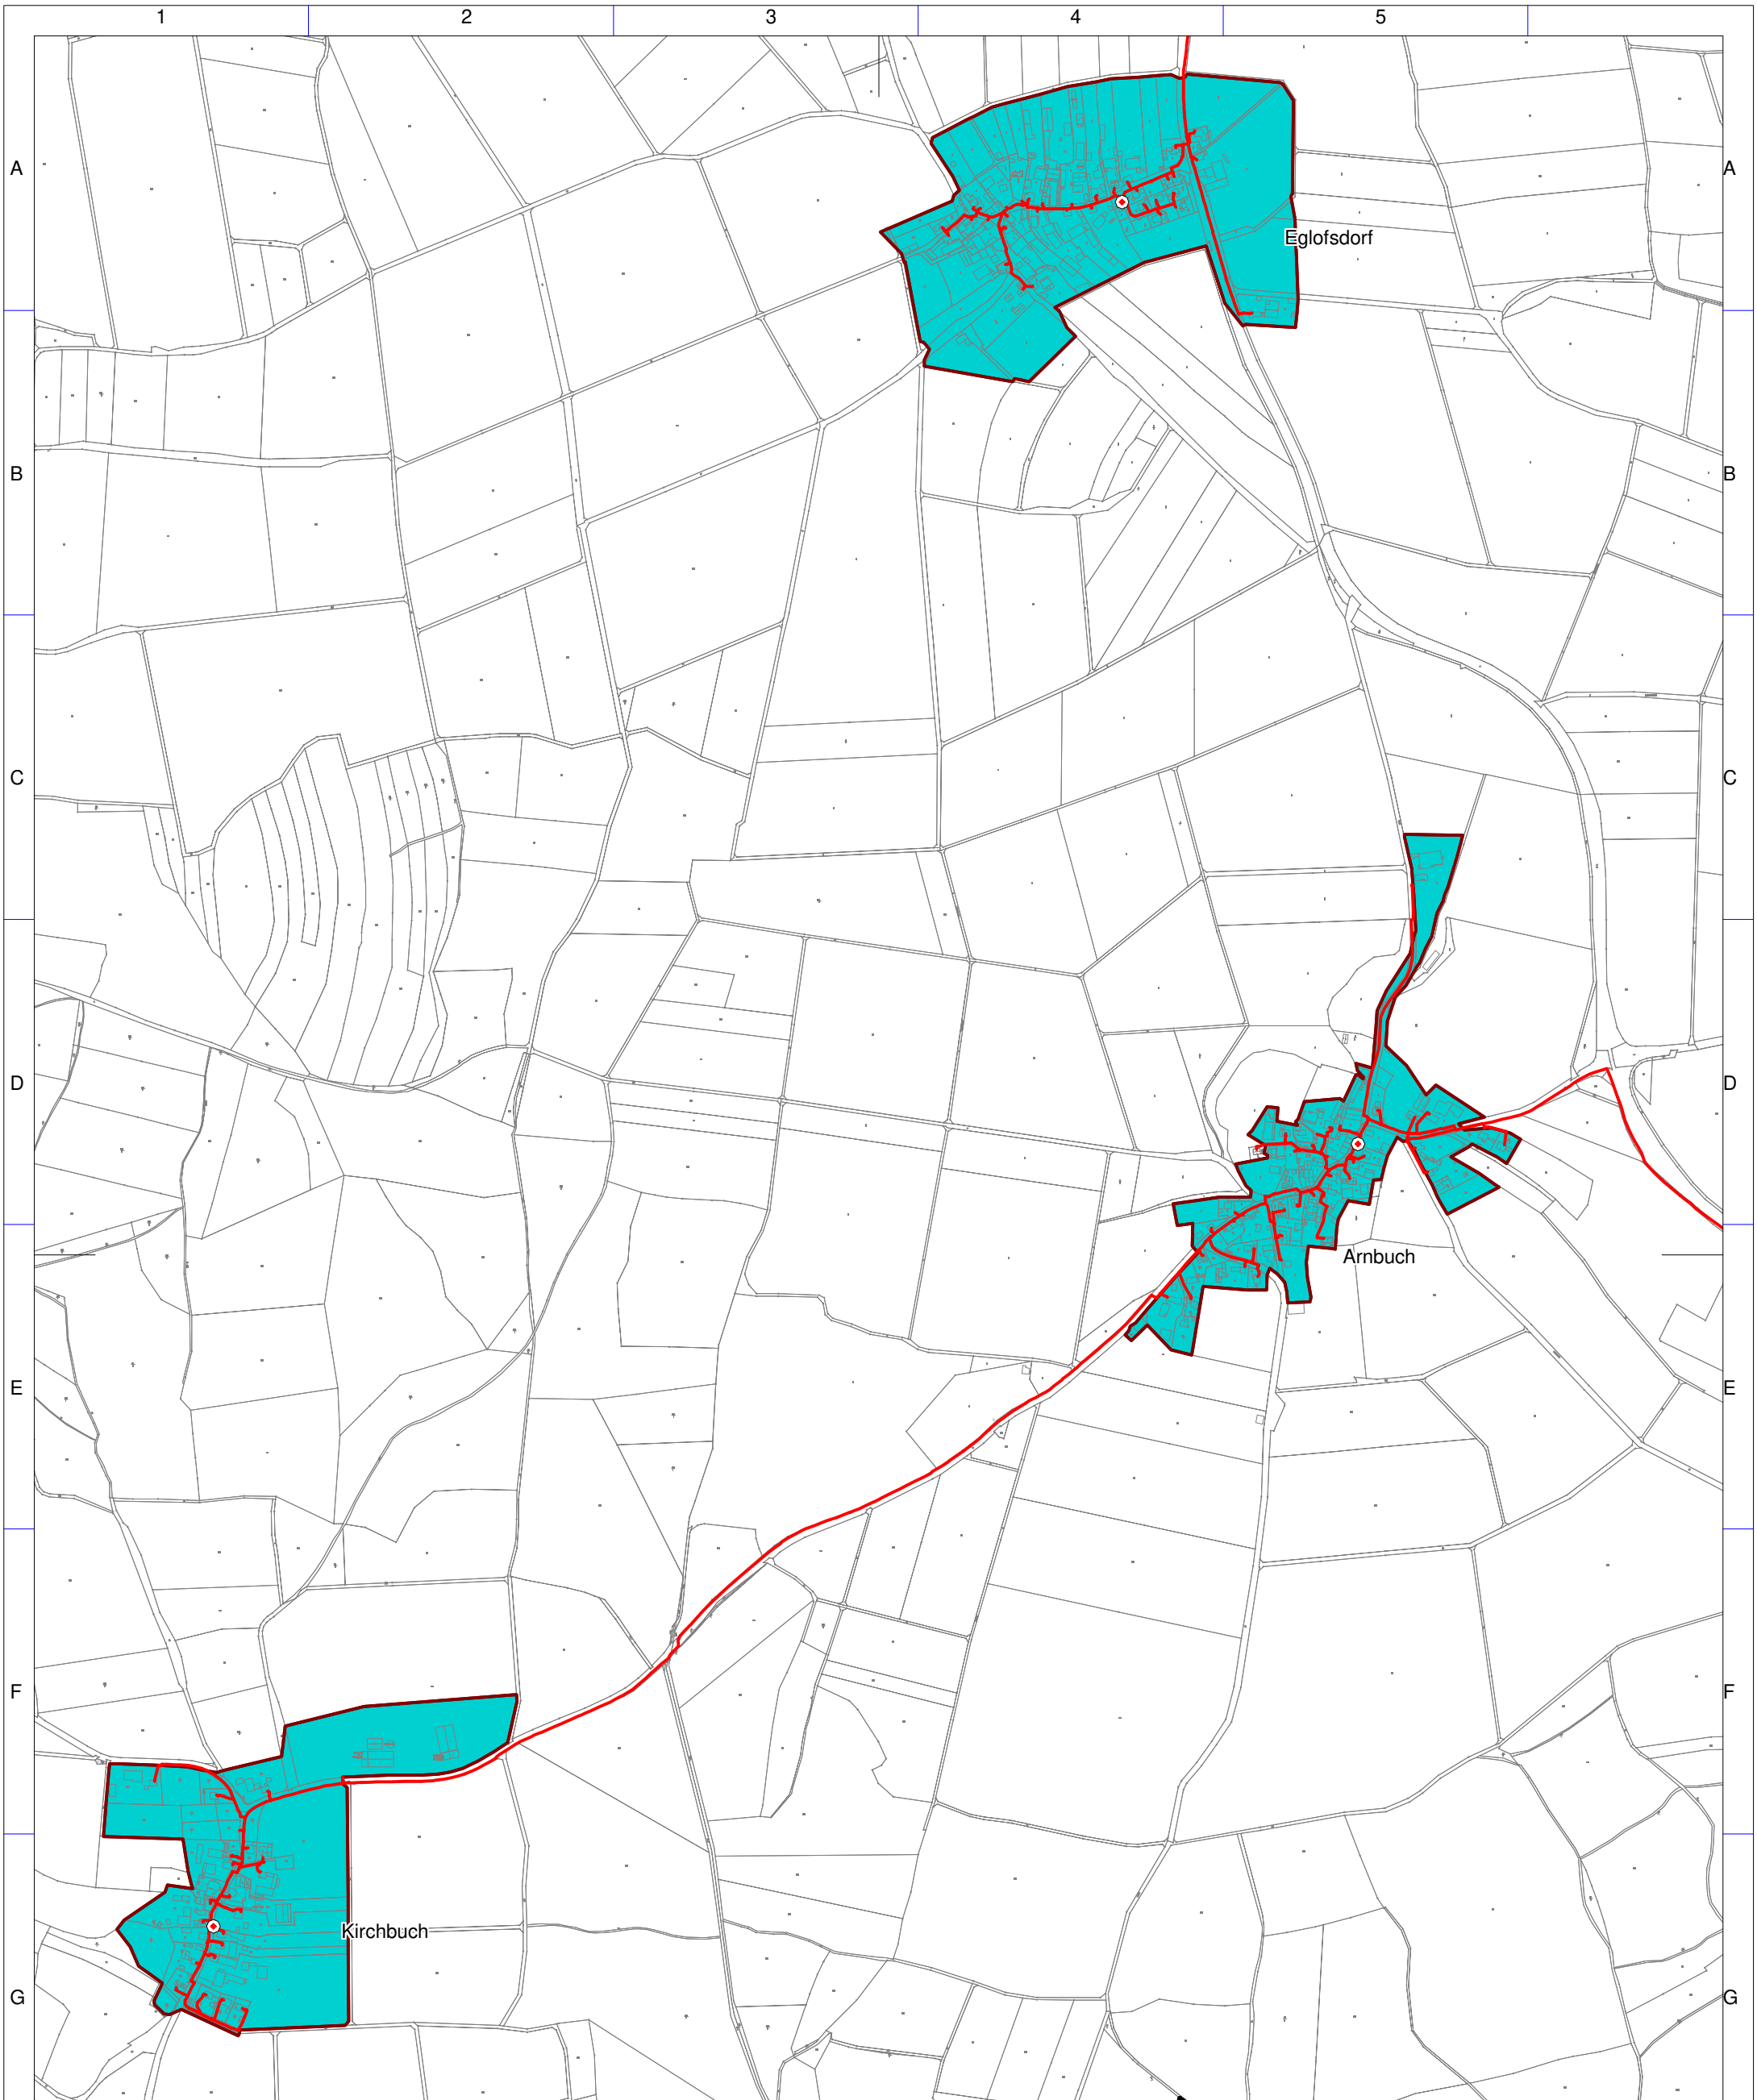 1 2 3 4 5
A A
Eglofsdorf
B B
C C
D D
Arnbuch
E E
F F
Kirchbuch
G G